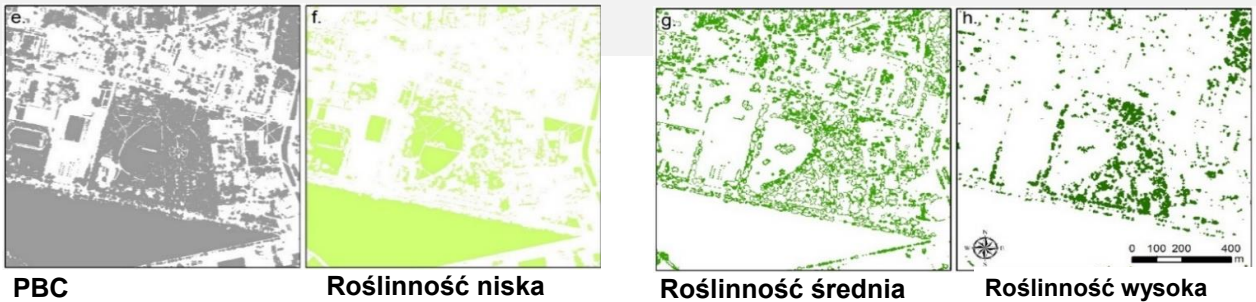 e. f. g. h.
N
W E
S
0 100 200 400
m
PBC Roślinność niska Roślinność średnia Roślinność wysoka